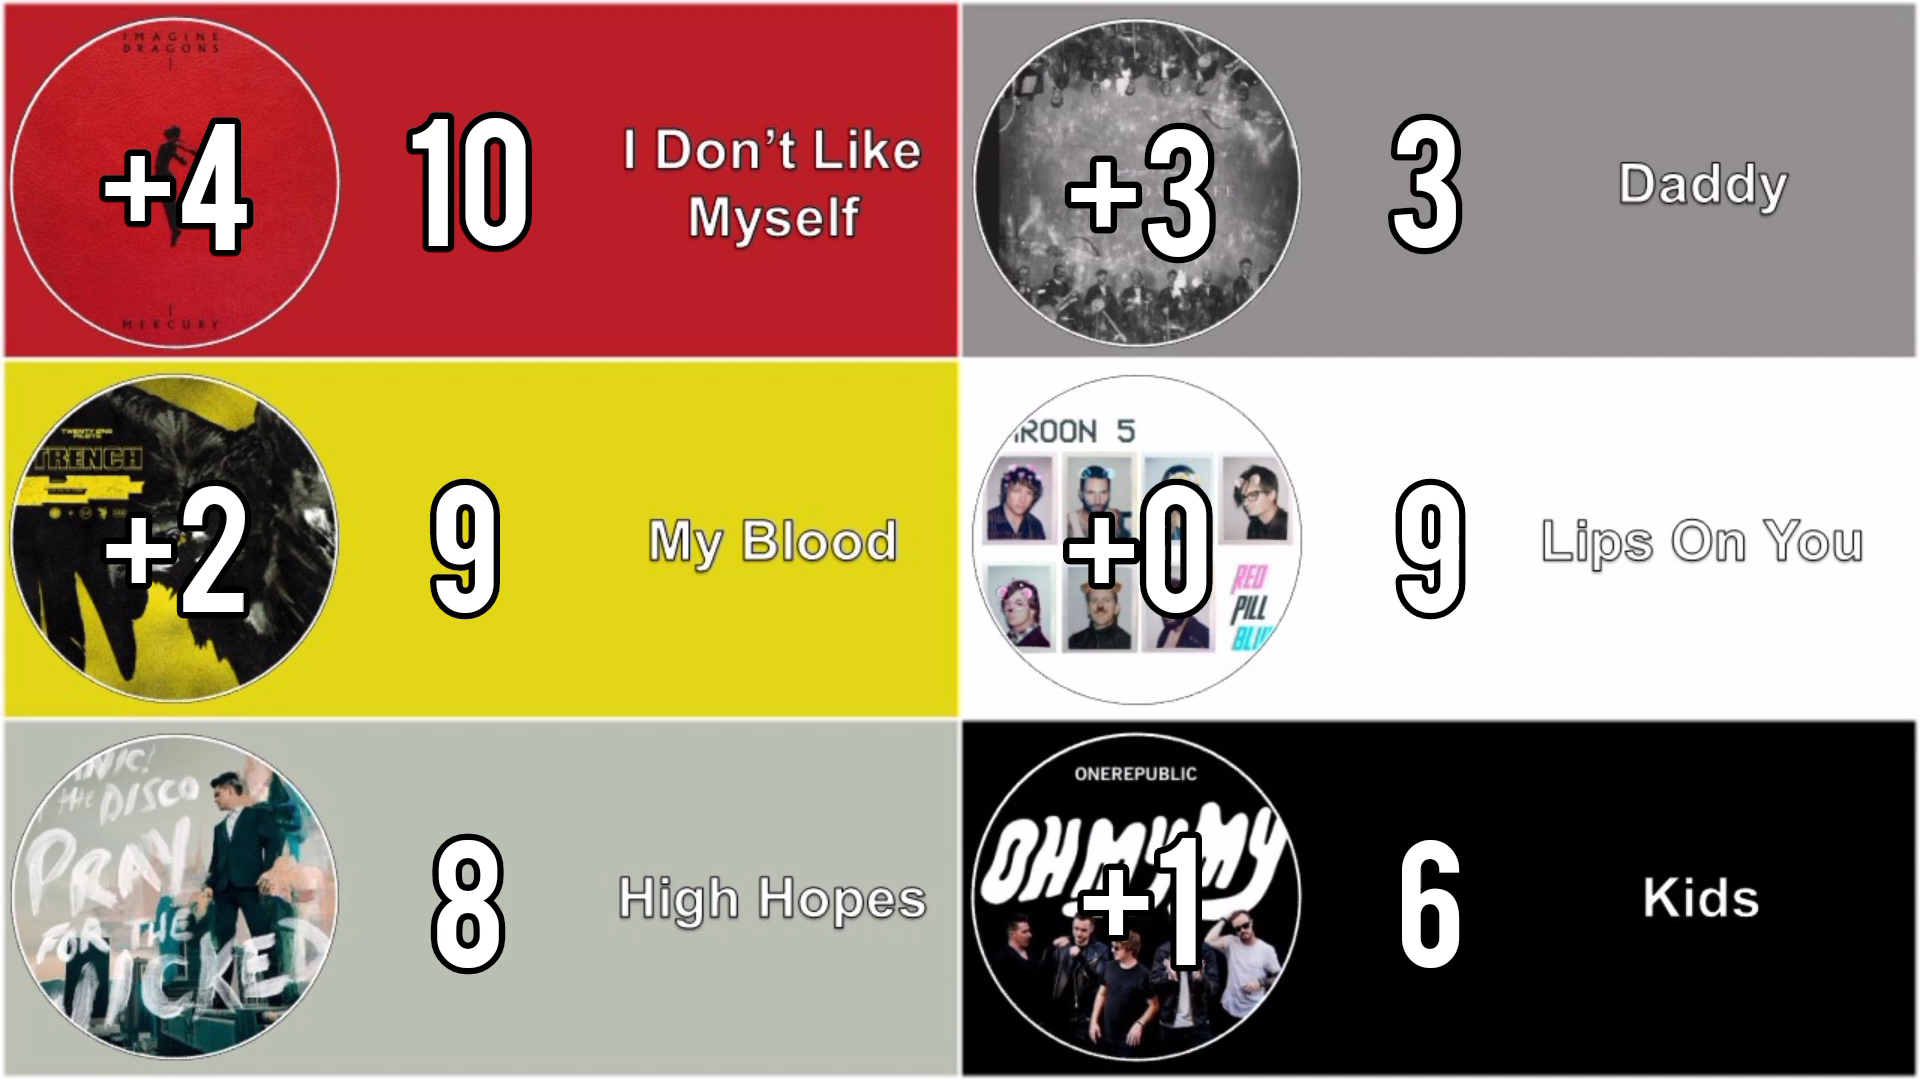 IMAGINE
DRAGONS
+4
MERCURY
10
I Don’t Like
Myself
+3
3
Daddy
TWENTY ONE
PILOTS
TRENCH
+2
9
My Blood
ROON 5
+0
RED
PILL
BLU
9
Lips On You
NIC!
the DISCO
PRAY
FOR THE
ICKED
8
High Hopes
ONEREPUBLIC
OH MY MY
+1
6
Kids